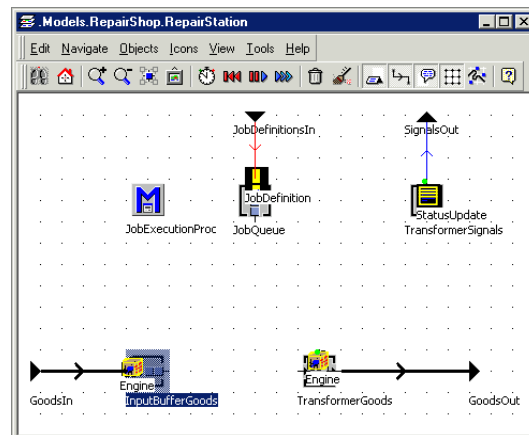 .Models.RepairShop.RepairStation
Edit Navigate Objects Icons View Tools Help
JobDefinitionsIn
SignalsOut
JobDefinition
StatusUpdate
JobExecutionProc
JobQueue
TransformerSignals
Engine
Engine
GoodsIn
InputBufferGoods
TransformerGoods
GoodsOut